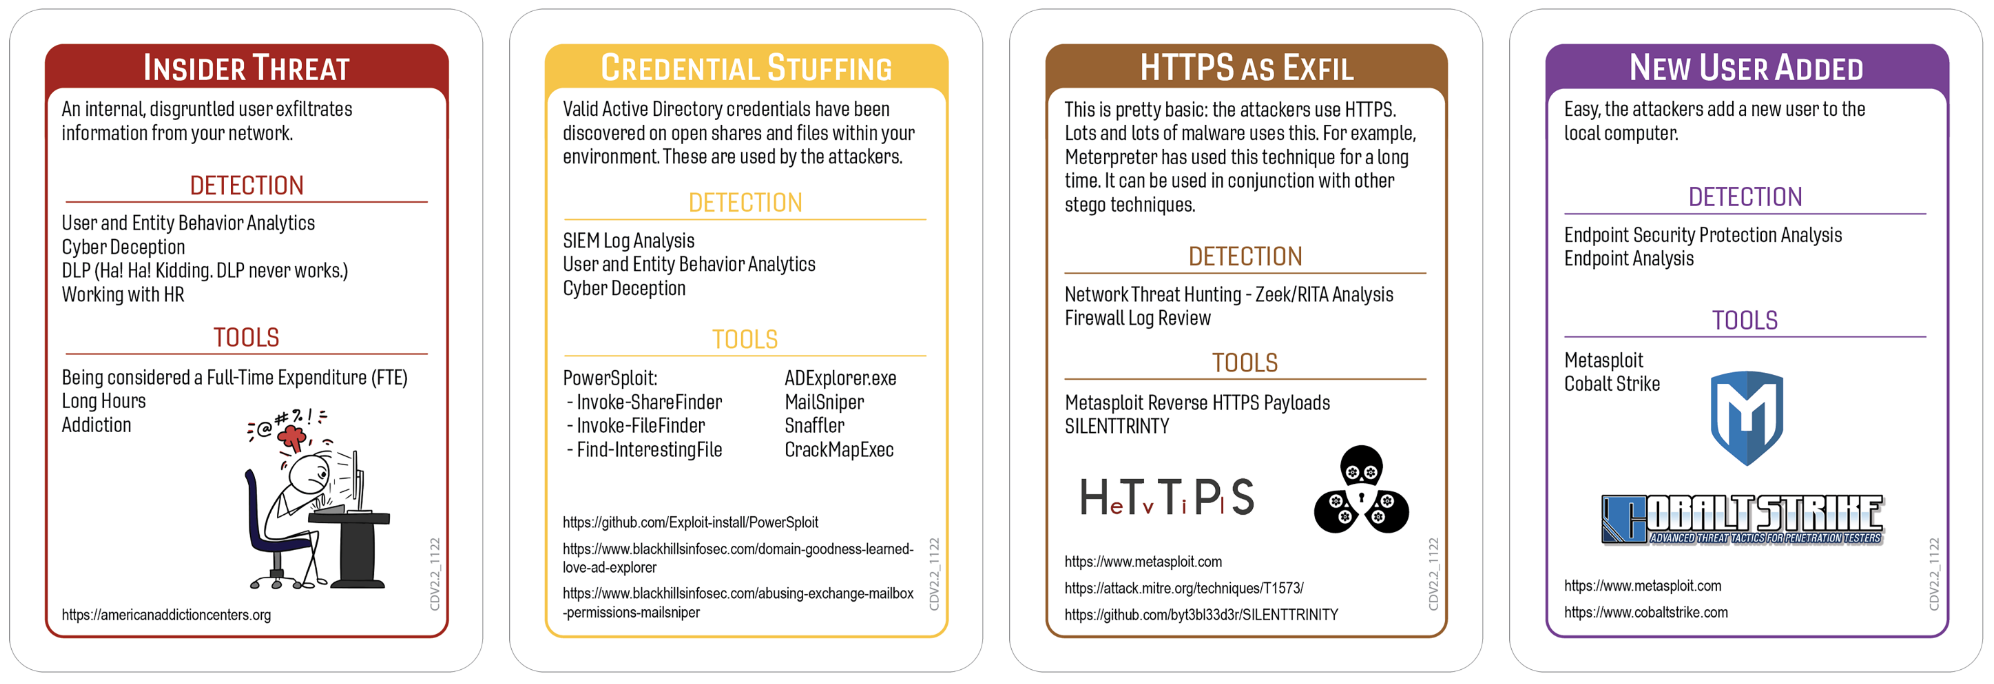 INSIDER THREAT
An internal, disgruntled user exfiltrates
information from your network.
DETECTION
User and Entity Behavior Analytics
Cyber Deception
DLP (Ha! Ha! Kidding. DLP never works.)
Working with HR
TOOLS
Being considered a Full-Time Expenditure (FTE)
Long Hours
Addiction
@#%!
https://americanaddictioncenters.org
CDV2.2_1122
CREDENTIAL STUFFING
Valid Active Directory credentials have been
discovered on open shares and files within your
environment. These are used by the attackers.
DETECTION
SIEM Log Analysis
User and Entity Behavior Analytics
Cyber Deception
TOOLS
PowerSploit:
- Invoke-ShareFinder
- Invoke-FileFinder
- Find-InterestingFile
ADExplorer.exe
MailSniper
Snaffler
CrackMapExec
https://github.com/Exploit-install/PowerSploit
https://www.blackhillsinfosec.com/domain-goodness-learned-
love-ad-explorer
https://www.blackhillsinfosec.com/abusing-exchange-mailbox
-permissions-mailsniper
CDV2.2_1122
HTTPS AS EXFIL
This is pretty basic: the attackers use HTTPS.
Lots and lots of malware uses this. For example,
Meterpreter has used this technique for a long
time. It can be used in conjunction with other
stego techniques.
DETECTION
Network Threat Hunting - Zeek/RITA Analysis
Firewall Log Review
TOOLS
Metasploit Reverse HTTPS Payloads
SILENTTRINTY
HeTvTiPlS
https://www.metasploit.com
https://attack.mitre.org/techniques/T1573/
https://github.com/byt3bl33d3r/SILENTTRINITY
CDV2.2_1122
NEW USER ADDED
Easy, the attackers add a new user to the
local computer.
DETECTION
Endpoint Security Protection Analysis
Endpoint Analysis
TOOLS
Metasploit
Cobalt Strike
M
COBALT STRIKE
ADVANCED THREAT TACTICS FOR PENETRATION TESTERS
https://www.metasploit.com
https://www.cobaltstrike.com
CDV2.2_1122